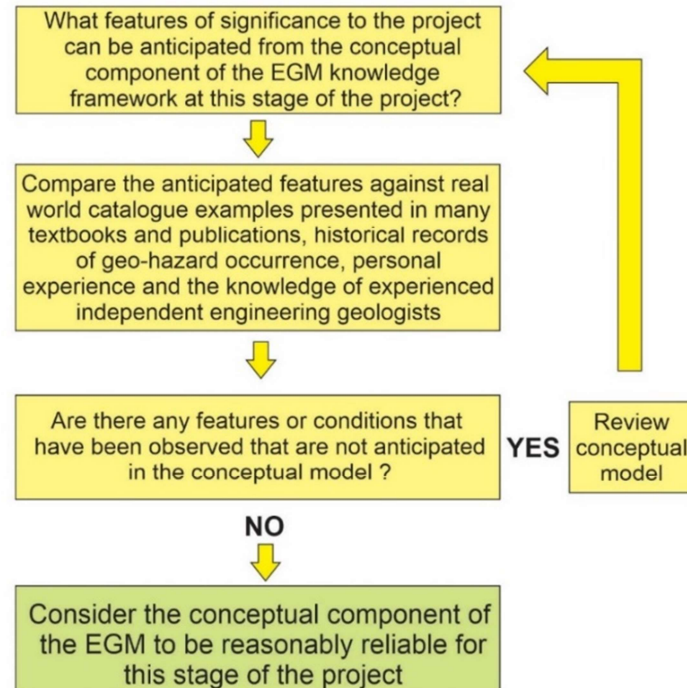 What features of significance to the project
can be anticipated from the conceptual
component of the EGM knowledge
framework at this stage of the project?
Compare the anticipated features against real
world catalogue examples presented in many
textbooks and publications, historical records
of geo-hazard occurrence, personal
experience and the knowledge of experienced
independent engineering geologists
Are there any features or conditions that
have been observed that are not anticipated
in the conceptual model ?
YES
Review
conceptual
model
NO
Consider the conceptual component of
the EGM to be reasonably reliable for
this stage of the project